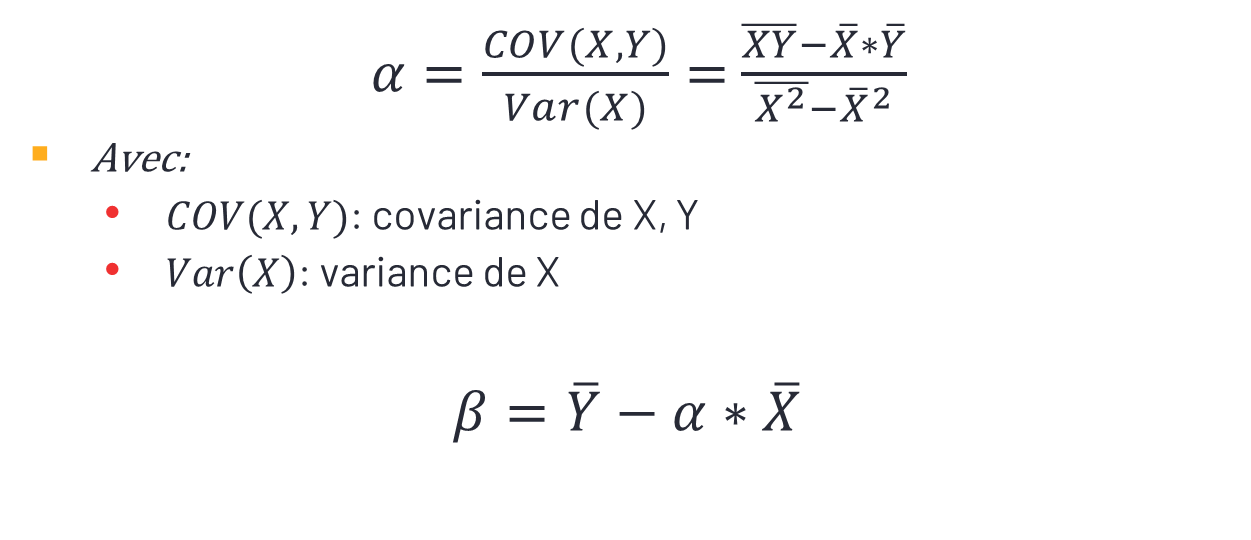 α = COV(X,Y) / Var(X) = (X̅Y̅ − X̅ * Y̅) / (X̅²̅ − X̅²)
Avec:
COV(X, Y): covariance de X, Y
Var(X): variance de X
β = Y̅ − α * X̅